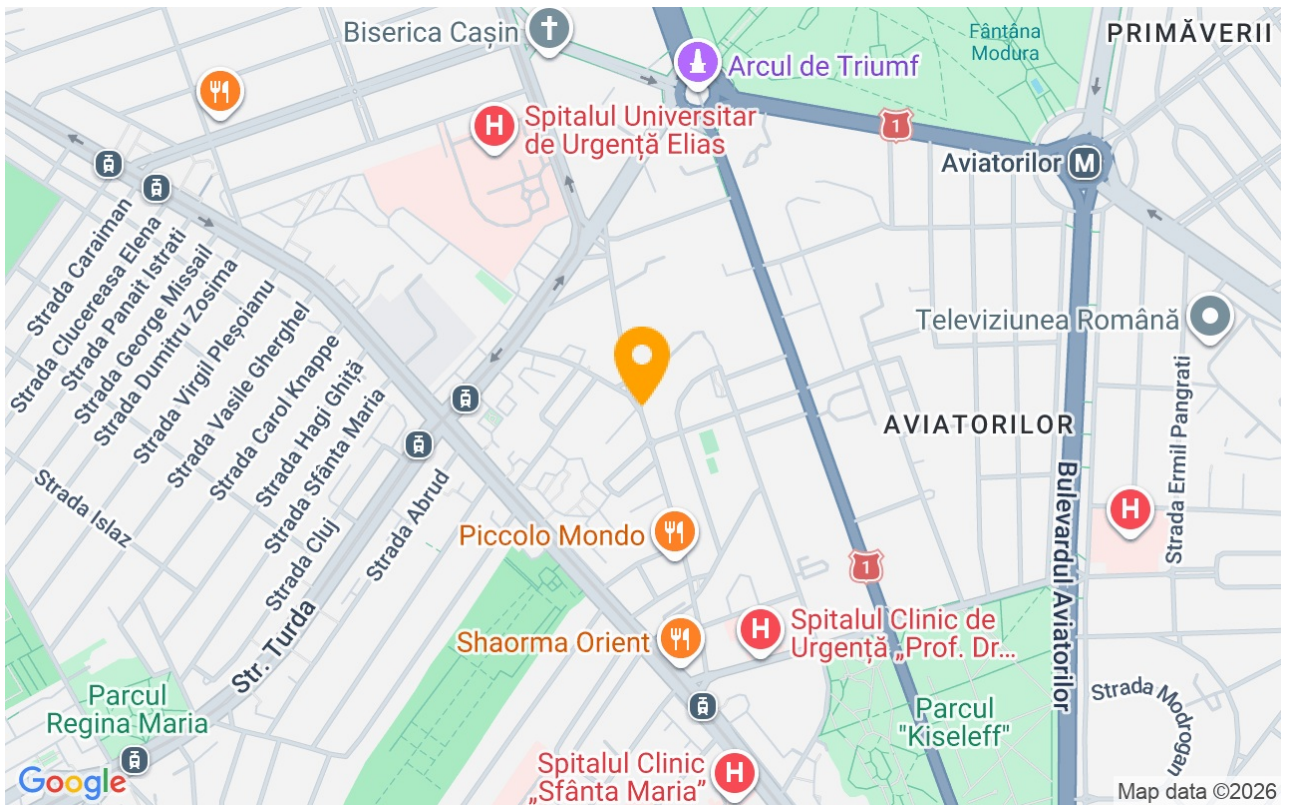 Biserica Cașin
Arcul de Triumf
Fântâna
Modura
PRIMĂVERII
H
Spitalul Universitar
de Urgență Elias
1
Aviatorilor
M
Strada Caraiman
Strada Clucereasa Elena
Strada Panait Istrati
Strada George Missail
Strada Dumitru Zosima
Strada Virgil Pleșoianu
Strada Vasile Gherghel
Strada Carol Knappe
Strada Hagi Ghiță
Strada Sfânta Maria
Strada Cluj
Strada Abrud
Strada Islaz
Str. Turda
Televiziunea Română
AVIATORILOR
Strada Ermil Pangrati
Bulevardul Aviatorilor
H
Piccolo Mondo
1
Shaorma Orient
H
Spitalul Clinic de
Urgență „Prof. Dr...
Parcul
Regina Maria
Parcul
"Kiseleff"
Strada Modrogan
Spitalul Clinic
„Sfânta Maria”
H
Google
Map data ©2026